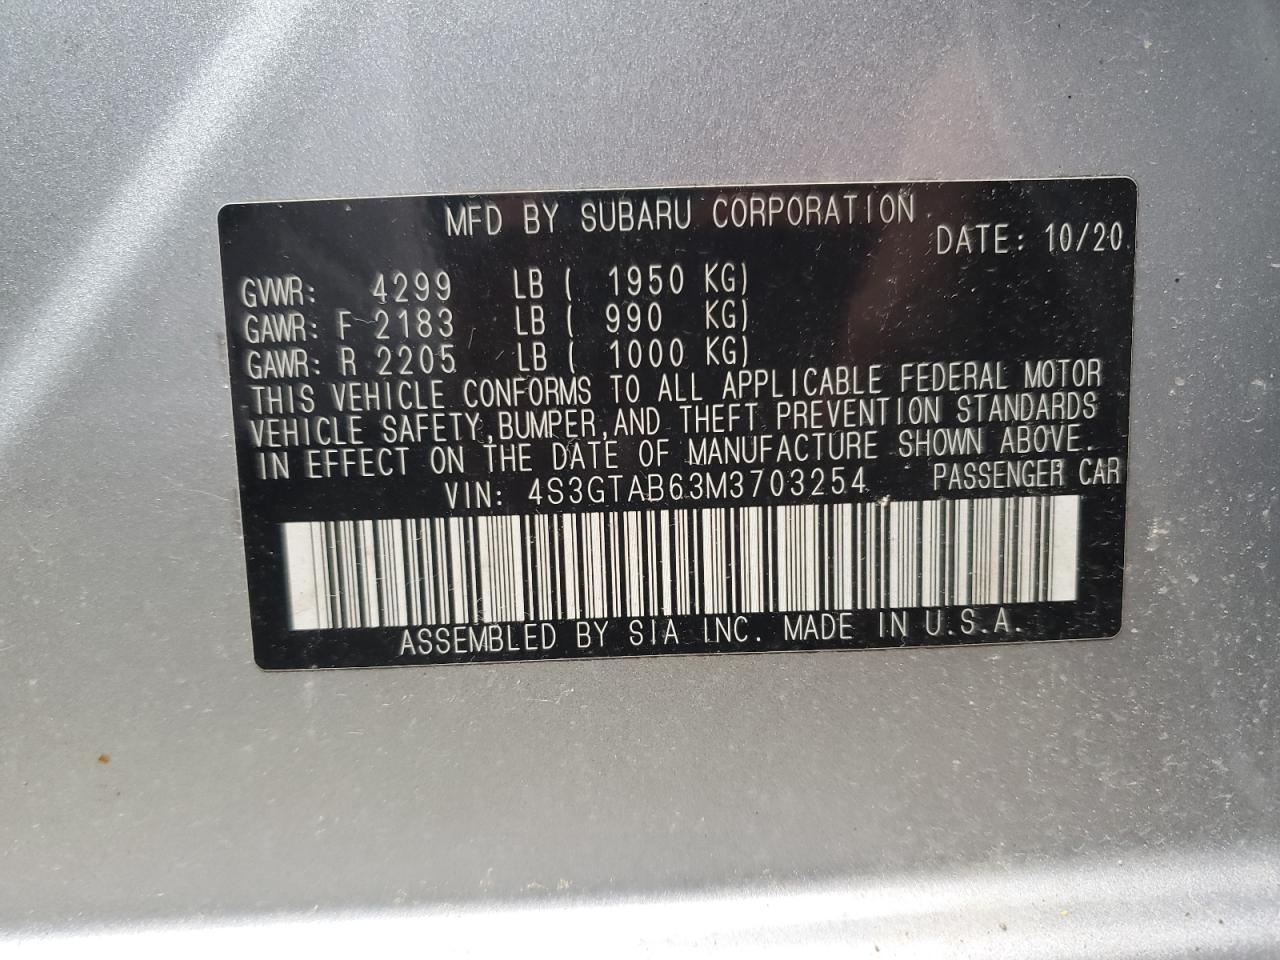 MFD BY SUBARU CORPORATION
DATE: 10/20
GVWR: 4299 LB ( 1950 KG)
GAWR: F 2183 LB ( 990 KG)
GAWR: R 2205 LB ( 1000 KG)
THIS VEHICLE CONFORMS TO ALL APPLICABLE FEDERAL MOTOR
VEHICLE SAFETY,BUMPER,AND THEFT PREVENTION STANDARDS
IN EFFECT ON THE DATE OF MANUFACTURE SHOWN ABOVE.
VIN: 4S3GTAB63M3703254 PASSENGER CAR
ASSEMBLED BY SIA INC. MADE IN U.S.A.